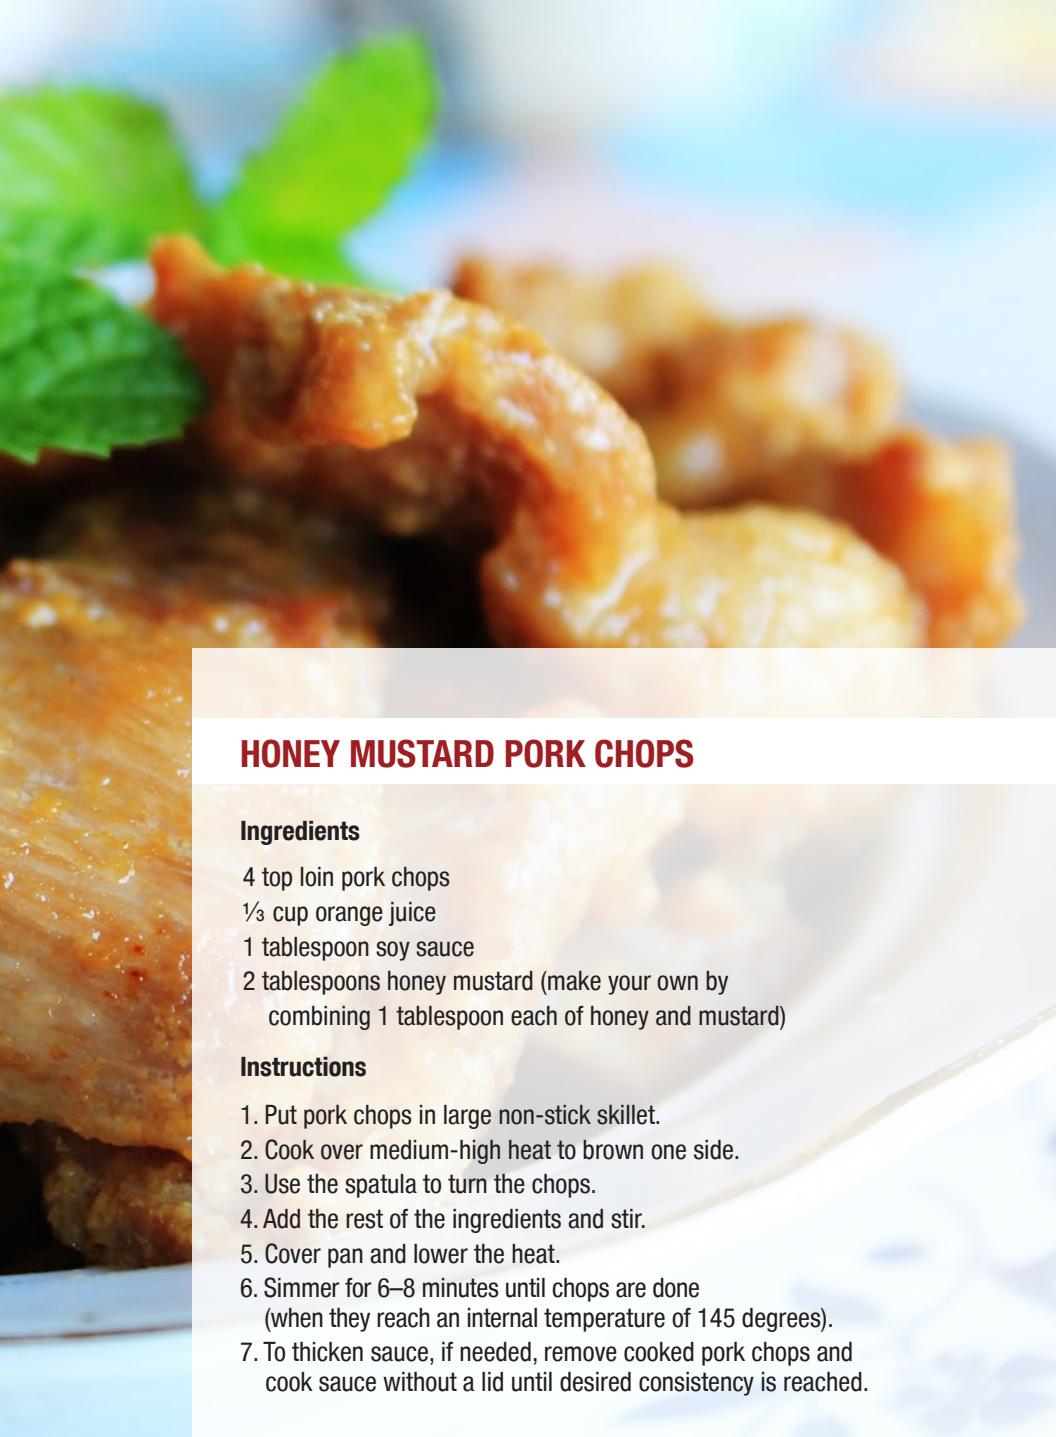 HONEY MUSTARD PORK CHOPS
Ingredients
4 top loin pork chops
⅓ cup orange juice
1 tablespoon soy sauce
2 tablespoons honey mustard (make your own by
combining 1 tablespoon each of honey and mustard)
Instructions
1. Put pork chops in large non-stick skillet.
2. Cook over medium-high heat to brown one side.
3. Use the spatula to turn the chops.
4. Add the rest of the ingredients and stir.
5. Cover pan and lower the heat.
6. Simmer for 6–8 minutes until chops are done
(when they reach an internal temperature of 145 degrees).
7. To thicken sauce, if needed, remove cooked pork chops and
cook sauce without a lid until desired consistency is reached.